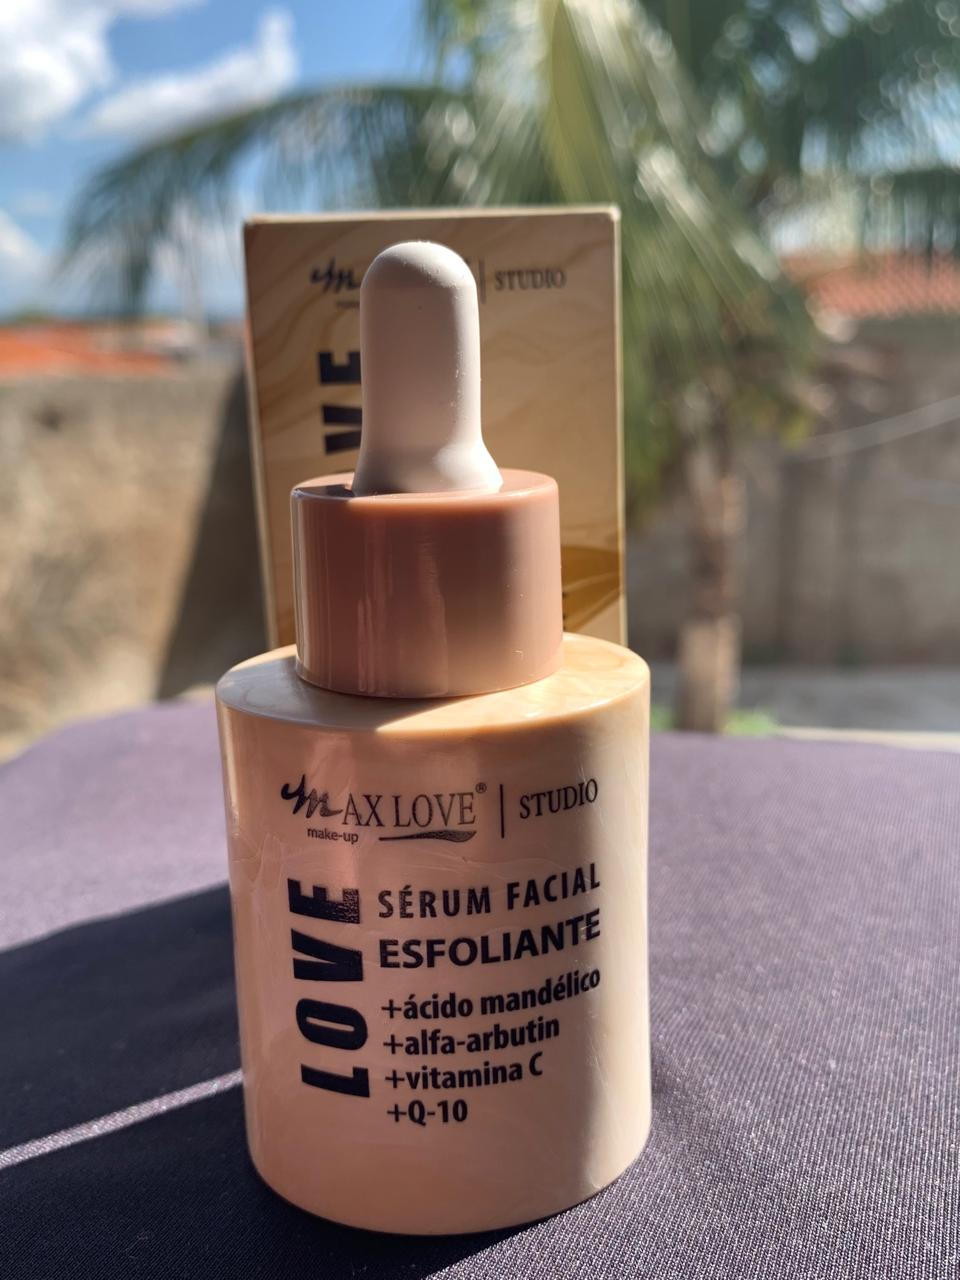 STUDIO
VE
MAX LOVE® | STUDIO
make-up
LOVE
SÉRUM FACIAL
ESFOLIANTE
+ácido mandélico
+alfa-arbutin
+vitamina C
+Q-10